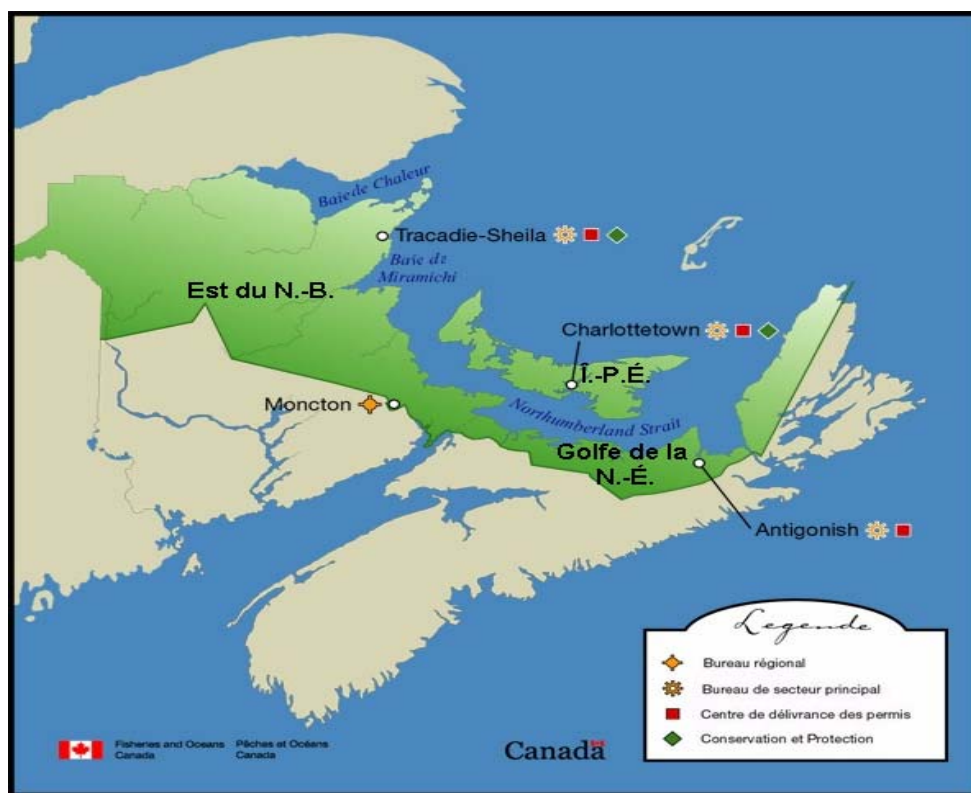 Baie de Chaleur
Tracadie-Sheila
Baie de
Miramichi
Est du N.-B.
Charlottetown
Î.-P.É.
Moncton
Northumberland Strait
Golfe de la
N.-É.
Antigonish
Legende
Bureau régional
Bureau de secteur principal
Centre de délivrance des permis
Conservation et Protection
Fisheries and Oceans
Canada
Pêches et Océans
Canada
Canada